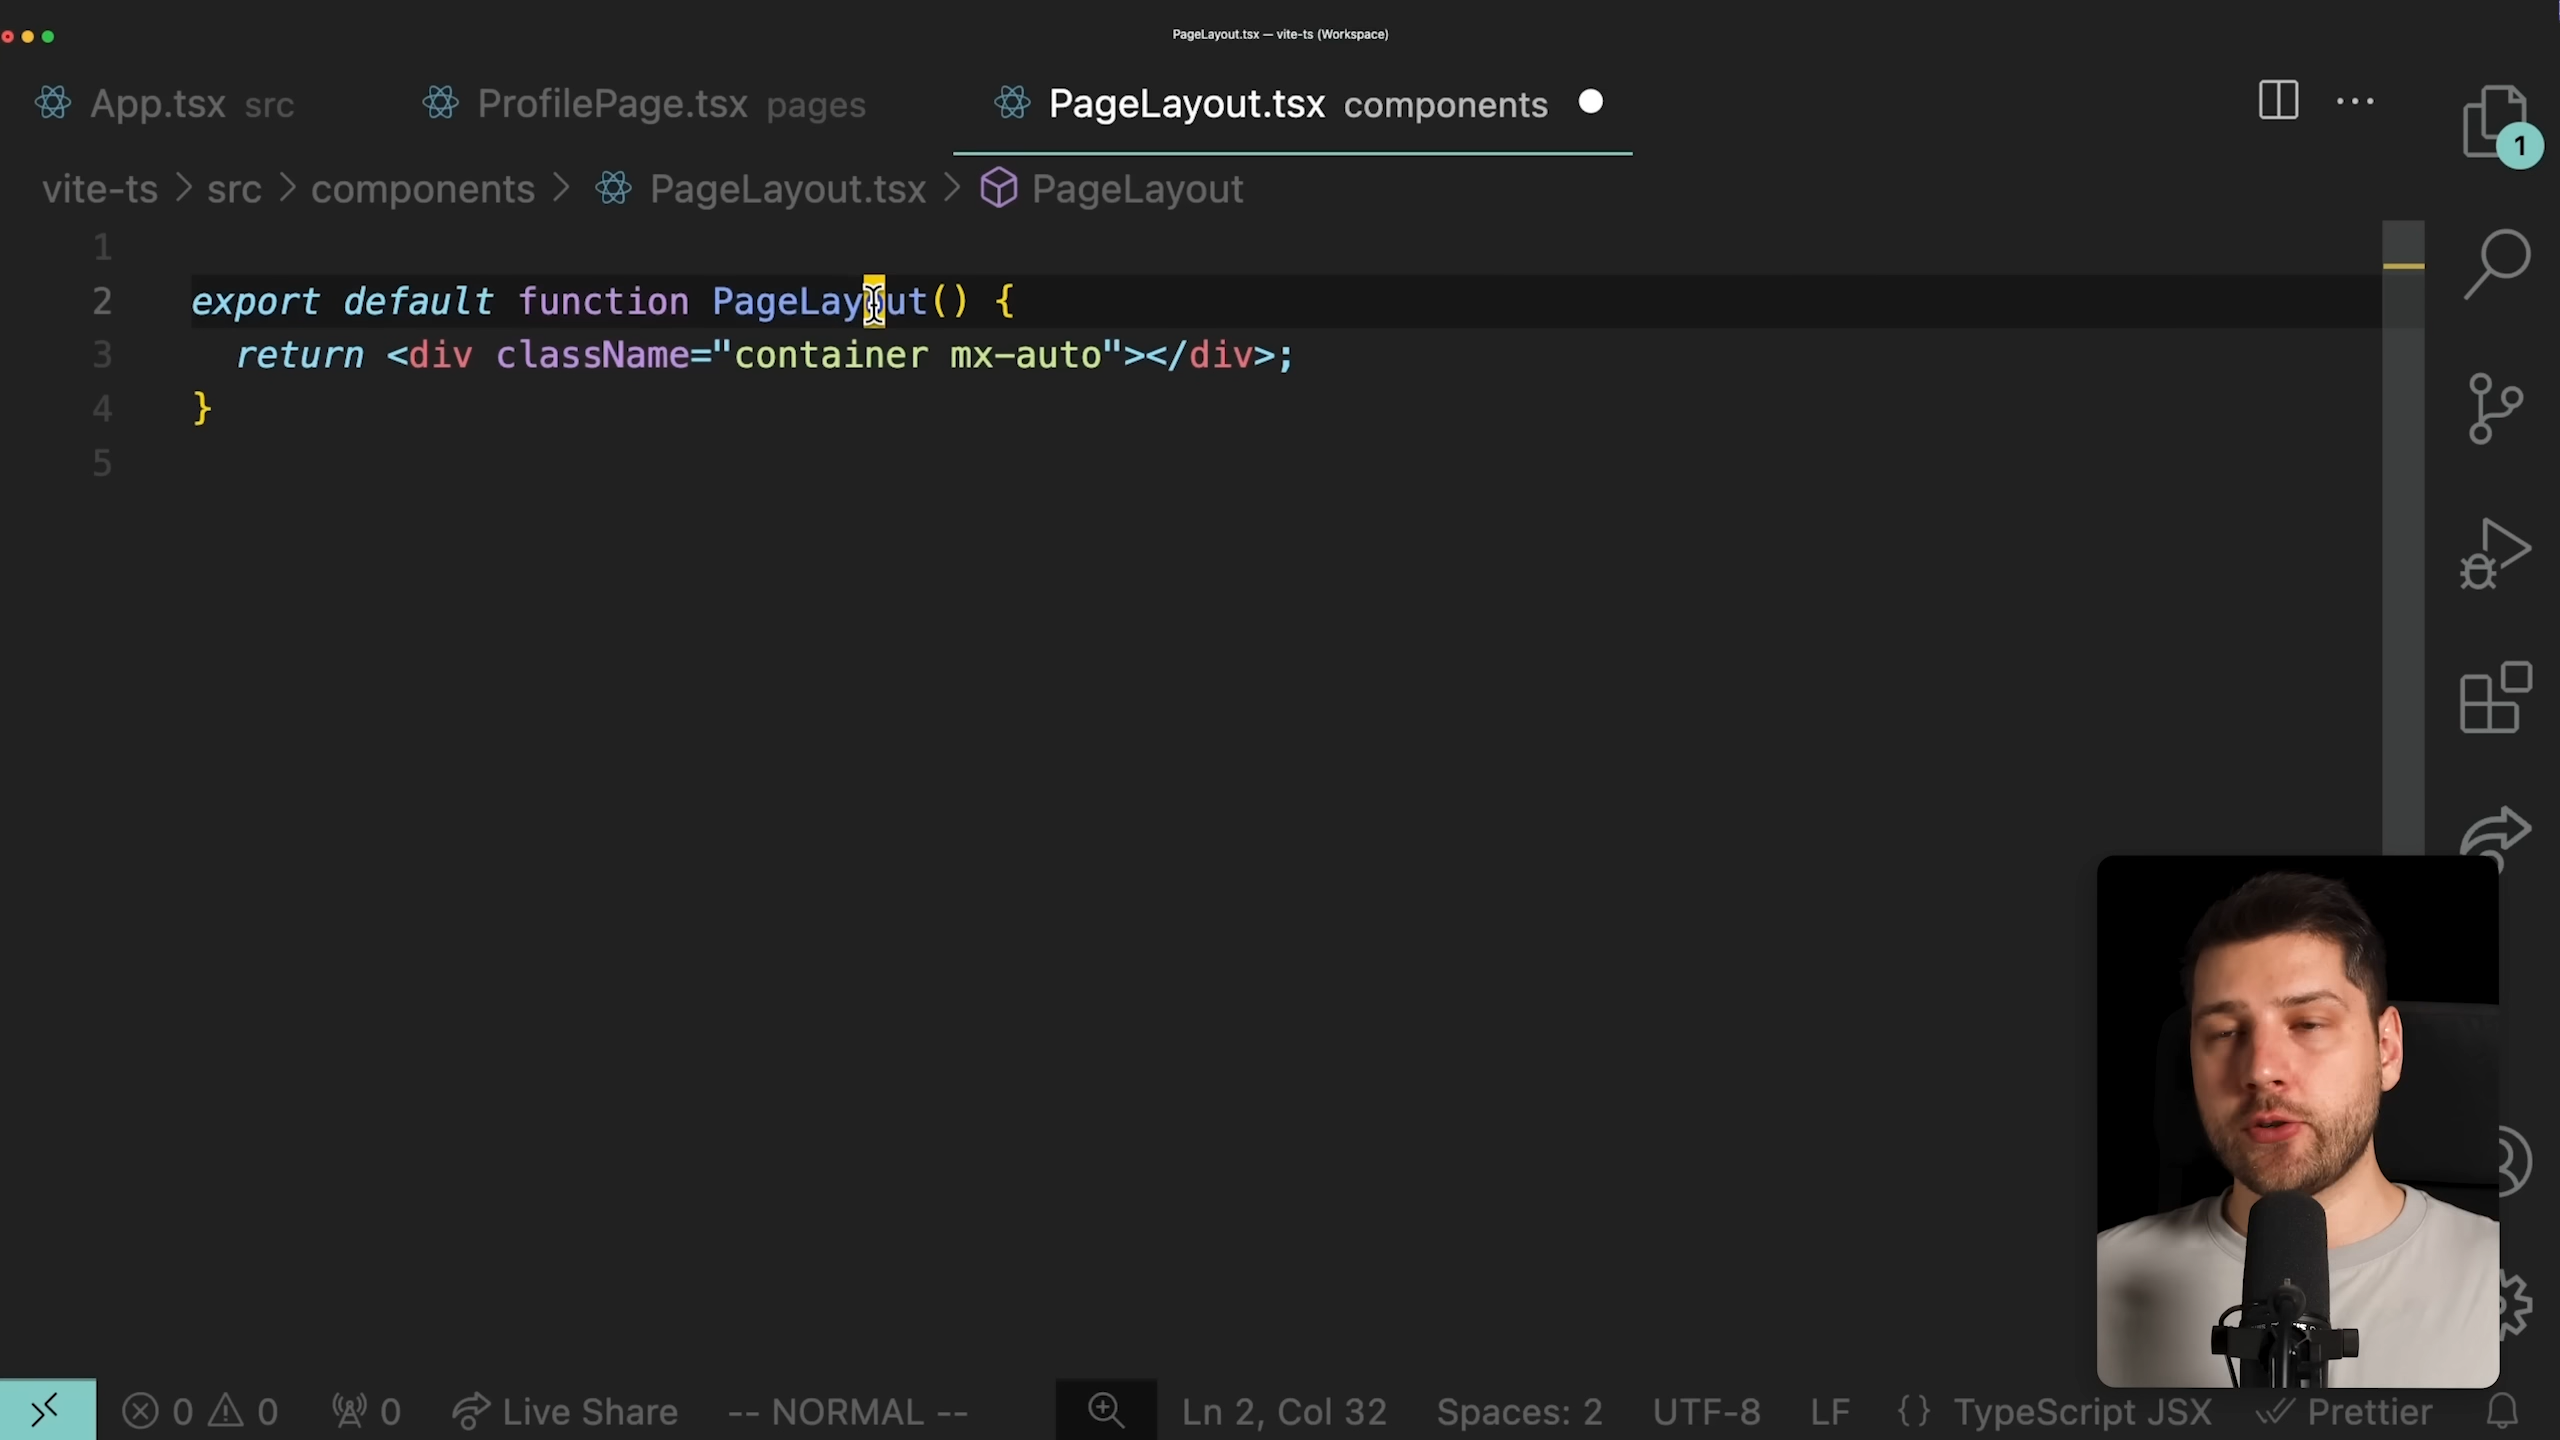 PageLayout.tsx — vite-ts (Workspace)
App.tsx src ProfilePage.tsx pages PageLayout.tsx components
1
vite-ts > src > components > PageLayout.tsx > PageLayout
1
2 export default function PageLayout() {
3 return <div className="container mx-auto"></div>;
4 }
5
0 0 0 Live Share -- NORMAL -- Ln 2, Col 32 Spaces: 2 UTF-8 LF {} TypeScript JSX Prettier